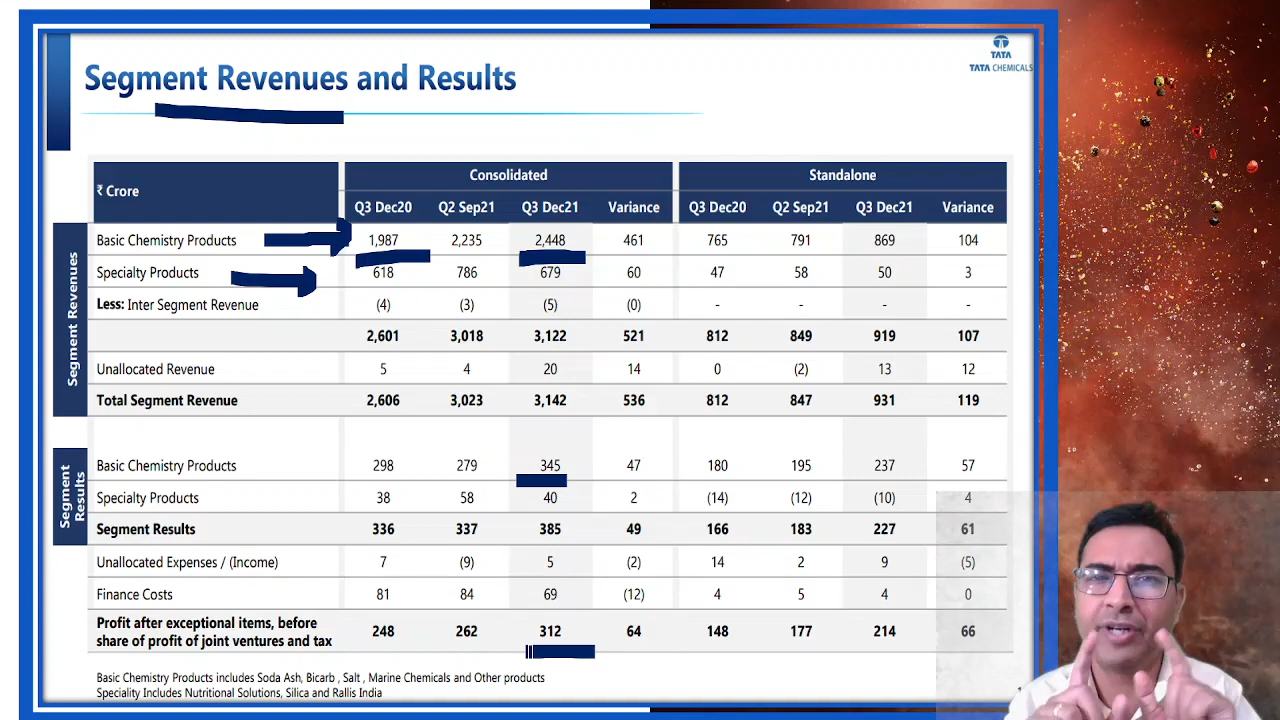 TATA
TATA CHEMICALS
Segment Revenues and Results
₹ Crore Consolidated Standalone
Q3 Dec20 Q2 Sep21 Q3 Dec21 Variance Q3 Dec20 Q2 Sep21 Q3 Dec21 Variance
Segment Revenues
Basic Chemistry Products 1,987 2,235 2,448 461 765 791 869 104
Specialty Products 618 786 679 60 47 58 50 3
Less: Inter Segment Revenue (4) (3) (5) (0) - - - -
2,601 3,018 3,122 521 812 849 919 107
Unallocated Revenue 5 4 20 14 0 (2) 13 12
Total Segment Revenue 2,606 3,023 3,142 536 812 847 931 119
Segment
Results
Basic Chemistry Products 298 279 345 47 180 195 237 57
Specialty Products 38 58 40 2 (14) (12) (10) 4
Segment Results 336 337 385 49 166 183 227 61
Unallocated Expenses / (Income) 7 (9) 5 (2) 14 2 9 (5)
Finance Costs 81 84 69 (12) 4 5 4 0
Profit after exceptional items, before
share of profit of joint ventures and tax 248 262 312 64 148 177 214 66
Basic Chemistry Products includes Soda Ash, Bicarb , Salt , Marine Chemicals and Other products
Speciality Includes Nutritional Solutions, Silica and Rallis India